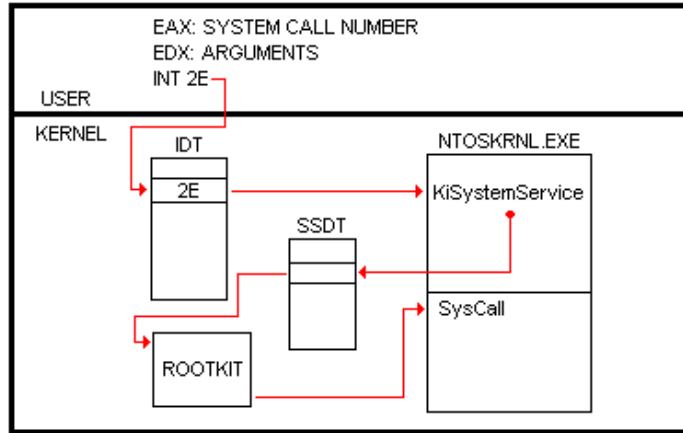 EAX: SYSTEM CALL NUMBER
EDX: ARGUMENTS
INT 2E
USER
KERNEL
IDT
NTOSKRNL.EXE
2E
KiSystemService
SSDT
SysCall
ROOTKIT